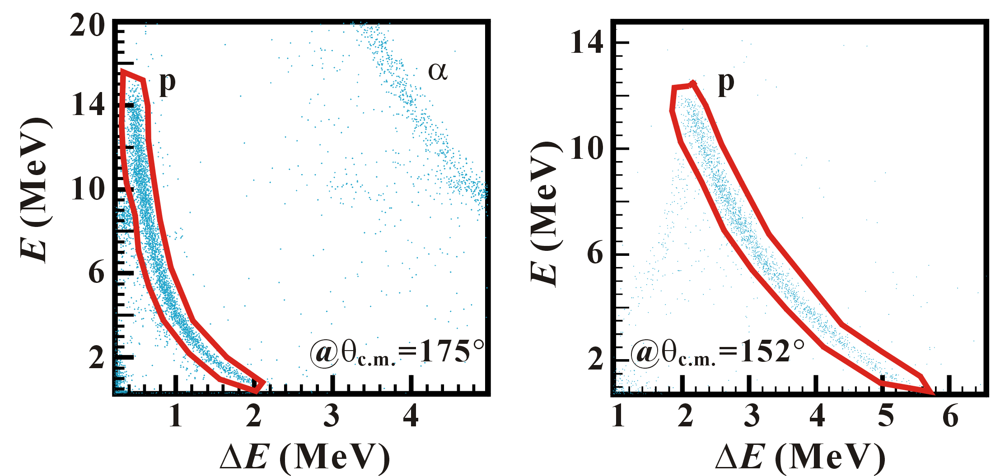 20
14
10
6
2
E (MeV)
p
α
@θc.m.=175°
1 2 3 4
ΔE (MeV)
14
10
6
2
E (MeV)
p
@θc.m.=152°
1 2 3 4 5 6
ΔE (MeV)